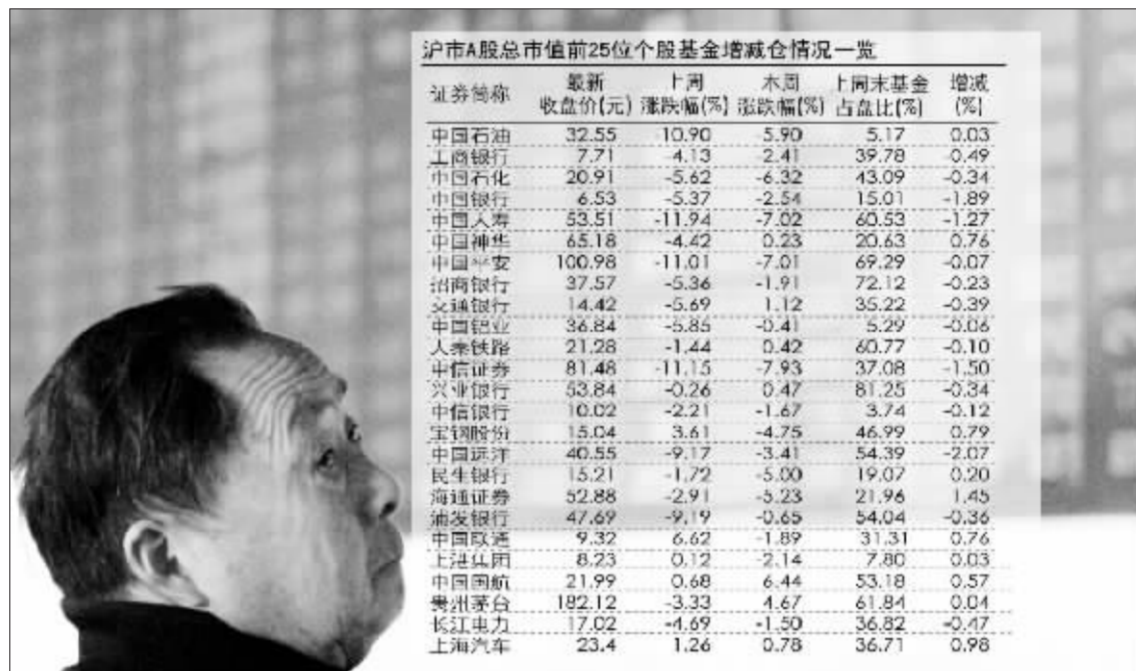 沪市A股总市值前25位个股基金增减仓情况一览
证券简称 最新收盘价(元) 上周涨跌幅(%) 本周涨跌幅(%) 上周末基金占盘比(%) 增减(%)
中国石油 32.55 -10.90 -5.90 5.17 0.03
工商银行 7.71 -4.13 -2.41 39.78 -0.49
中国石化 20.91 -5.62 -6.32 43.09 -0.34
中国银行 6.53 -5.37 -2.54 15.01 -1.89
中国人寿 53.51 -11.94 -7.02 60.53 -1.27
中国神华 65.18 -4.42 0.23 20.63 0.76
中国平安 100.98 -11.01 -7.01 69.29 -0.07
招商银行 37.57 -5.36 -1.91 72.12 -0.23
交通银行 14.42 -5.69 1.12 35.22 -0.39
中国铝业 36.84 -5.85 -0.41 5.29 -0.06
大秦铁路 21.28 -1.44 0.42 60.77 -0.10
中信证券 81.48 -11.15 -7.93 37.08 -1.50
兴业银行 53.84 -0.26 0.47 81.25 -0.34
中信银行 10.02 -2.21 -1.67 3.74 -0.12
宝钢股份 15.04 3.61 -4.75 46.99 0.79
中国远洋 40.55 -9.17 -3.41 54.39 -2.07
民生银行 15.21 -1.72 -5.00 19.07 0.20
海通证券 52.88 -2.91 -5.23 21.96 1.45
浦发银行 47.69 -9.19 -0.65 54.04 -0.36
中国联通 9.32 6.62 -1.89 31.31 0.76
上港集团 8.23 0.12 -2.14 7.80 0.03
中国国航 21.99 0.68 6.44 53.18 0.57
贵州茅台 182.12 -3.33 4.67 61.84 0.04
长江电力 17.02 -4.69 -1.50 36.82 -0.47
上海汽车 23.4 1.26 0.78 36.71 0.98